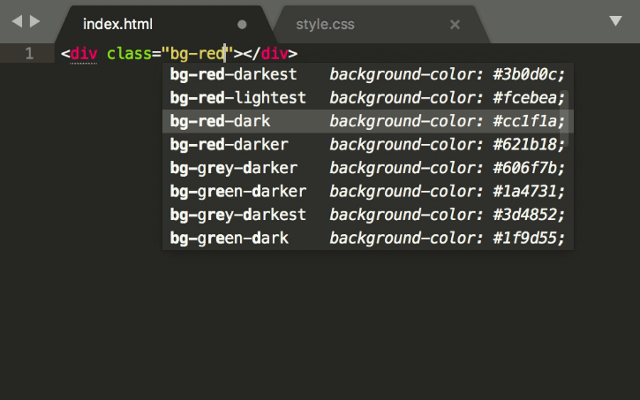 index.html style.css
1 <div class="bg-red"></div>
bg-red-darkest background-color: #3b0d0c;
bg-red-lightest background-color: #fcebea;
bg-red-dark background-color: #cc1f1a;
bg-red-darker background-color: #621b18;
bg-grey-darker background-color: #606f7b;
bg-green-darker background-color: #1a4731;
bg-grey-darkest background-color: #3d4852;
bg-green-dark background-color: #1f9d55;